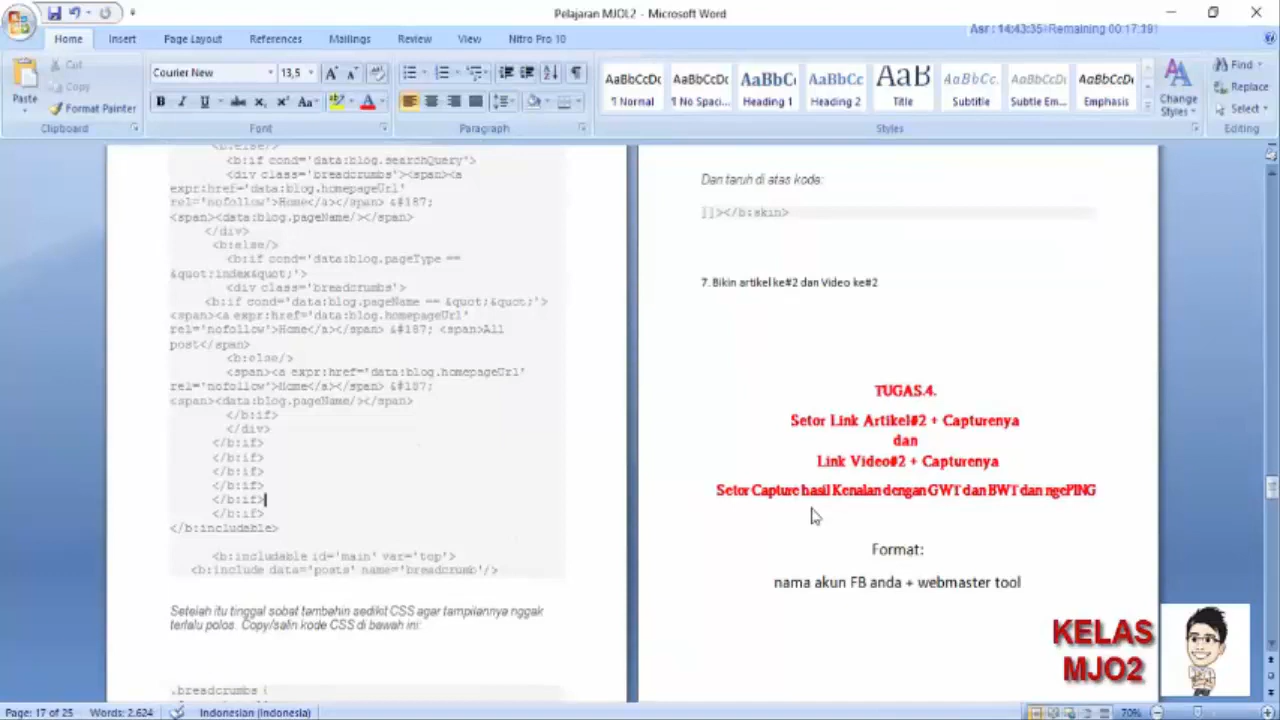 Pelajaran MJOL2 - Microsoft Word
Asr : 14:43:35 Remaining 00:17:39
Home Insert Page Layout References Mailings Review View Nitro Pro 10
Paste
Cut
Copy
Format Painter
Clipboard
Courier New 13,5
Font
Paragraph
AaBbCcDc AaBbCcDc AaBbC AaBbCc AaB AaBbCc. AaBbCcDc AaBbCcDc
¶ Normal ¶ No Spaci... Heading 1 Heading 2 Title Subtitle Subtle Em... Emphasis
Change Styles
Styles
Find
Replace
Select
Editing
<b:else/>
<b:if cond='data:blog.searchQuery'>
<div class='breadcrumbs'><span><a
expr:href='data:blog.homepageUrl'
rel='nofollow'>Home</a></span> &#187;
<span><data:blog.pageName/></span>
</div>
<b:else/>
<b:if cond='data:blog.pageType ==
&quot;index&quot;'>
<div class='breadcrumbs'>
<b:if cond='data:blog.pageName == &quot;&quot;'>
<span><a expr:href='data:blog.homepageUrl'
rel='nofollow'>Home</a></span> &#187; <span>All
post</span>
<b:else/>
<span><a expr:href='data:blog.homepageUrl'
rel='nofollow'>Home</a></span> &#187;
<span><data:blog.pageName/></span>
</b:if>
</div>
</b:if>
</b:if>
</b:if>
</b:if>
</b:if>
</b:if>
</b:includable>
<b:includable id='main' var='top'>
<b:include data='posts' name='breadcrumb'/>
Setelah itu tinggal sobat tambahin sedikit CSS agar tampilannya nggak
terlalu polos. Copy/salin kode CSS di bawah ini:
.breadcrumbs {
Dan taruh di atas kode:
]]></b:skin>
7. Bikin artikel ke#2 dan Video ke#2
TUGAS.4.
Setor Link Artikel#2 + Capturenya
dan
Link Video#2 + Capturenya
Setor Capture hasil Kenalan dengan GWT dan BWT dan ngePING
Format:
nama akun FB anda + webmaster tool
KELAS
MJO2
Page: 17 of 25 Words: 2.624 Indonesian (Indonesia) 70%